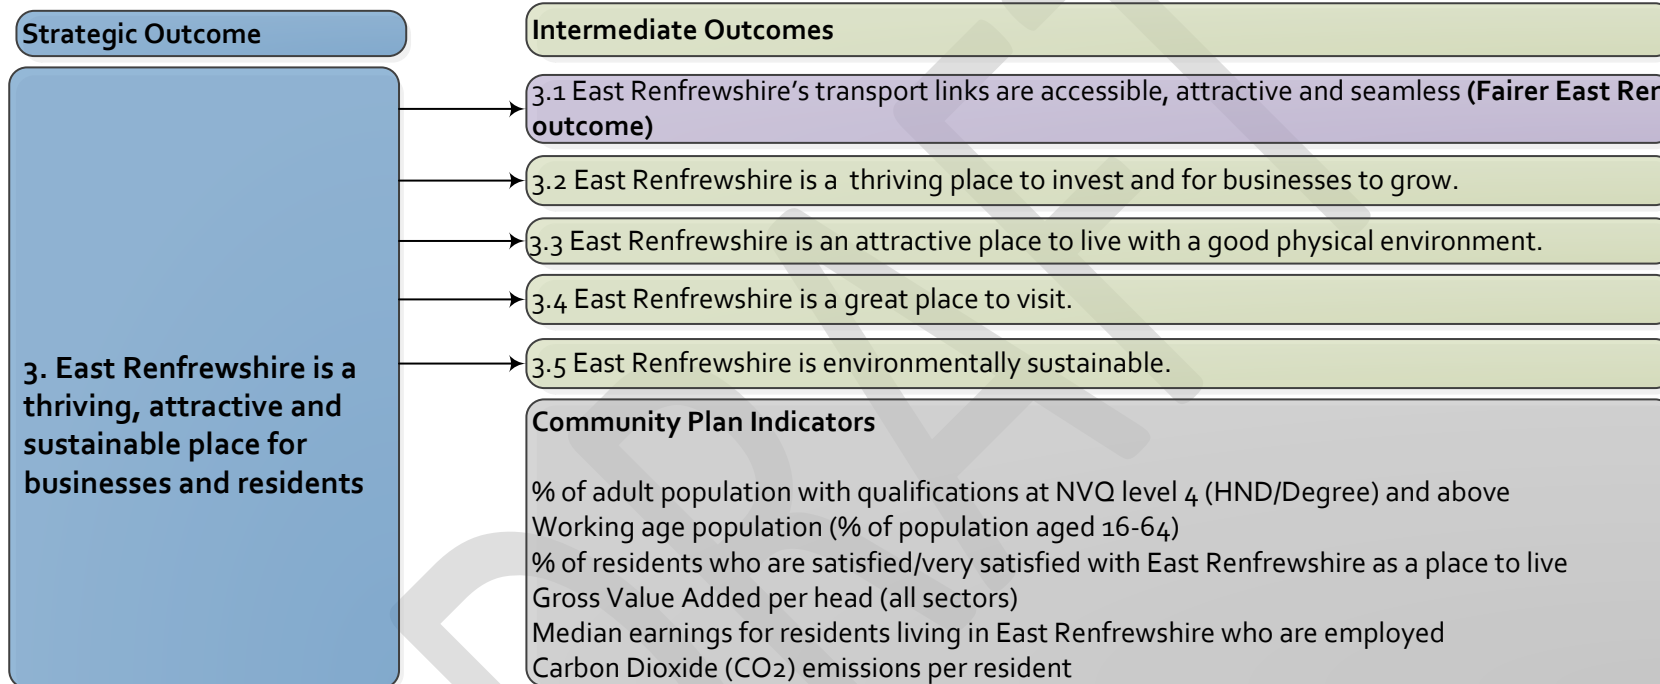 Strategic Outcome
3. East Renfrewshire is a
thriving, attractive and
sustainable place for
businesses and residents
Intermediate Outcomes
3.1 East Renfrewshire's transport links are accessible, attractive and seamless (Fairer East
outcome)
3.2 East Renfrewshire is a  thriving place to invest and for businesses to grow.
3.3 East Renfrewshire is an attractive place to live with a good physical environment.
3.4 East Renfrewshire is a great place to visit.
3.5 East Renfrewshire is environmentally sustainable.
Community Plan Indicators
% of adult population with qualifications at NVQ level 4 (HND/Degree) and above
Working age population (% of population aged 16-64)
% of residents who are satisfied/very satisfied with East Renfrewshire as a place to live
Gross Value Added per head (all sectors)
Median earnings for residents living in East Renfrewshire who are employed
Carbon Dioxide (CO2) emissions per resident
DRAFT